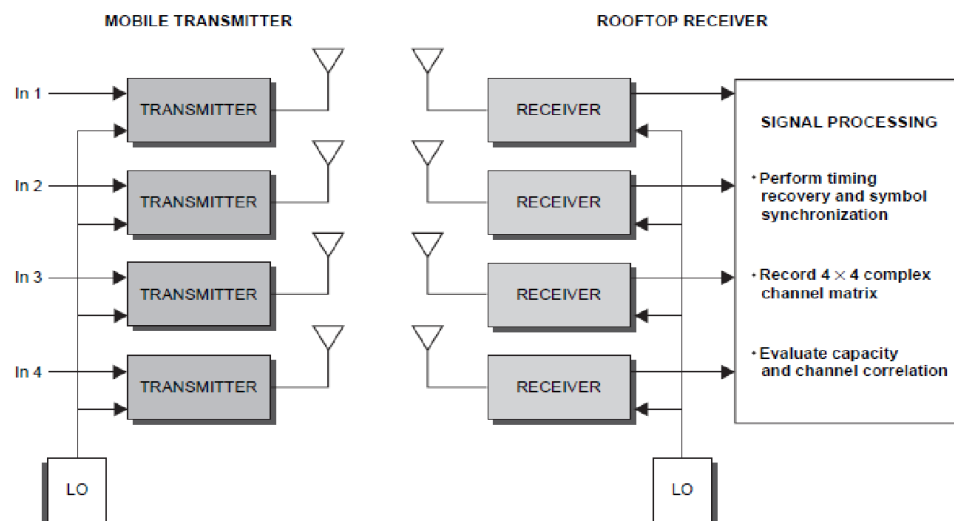 MOBILE TRANSMITTER
ROOFTOP RECEIVER
In 1
TRANSMITTER
In 2
TRANSMITTER
In 3
TRANSMITTER
In 4
TRANSMITTER
LO
RECEIVER
RECEIVER
RECEIVER
RECEIVER
LO
SIGNAL PROCESSING
• Perform timing
recovery and symbol
synchronization
• Record 4 × 4 complex
channel matrix
• Evaluate capacity
and channel correlation